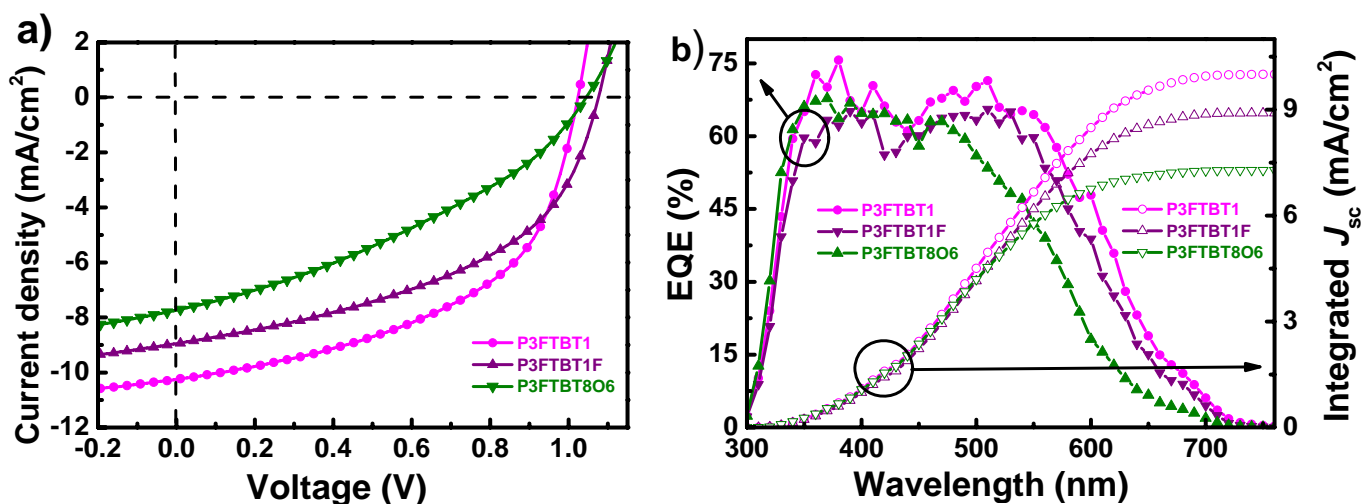 a)
Current density (mA/cm²)
2
0
-2
-4
-6
-8
-10
-12
-0.2
0.0
0.2
0.4
0.6
0.8
1.0
Voltage (V)
P3FTBT1
P3FTBT1F
P3FTBT8O6
b)
EQE (%)
75
60
45
30
15
0
300
400
500
600
700
Wavelength (nm)
P3FTBT1
P3FTBT1F
P3FTBT8O6
P3FTBT1
P3FTBT1F
P3FTBT8O6
9
6
3
0
Integrated Jsc (mA/cm²)